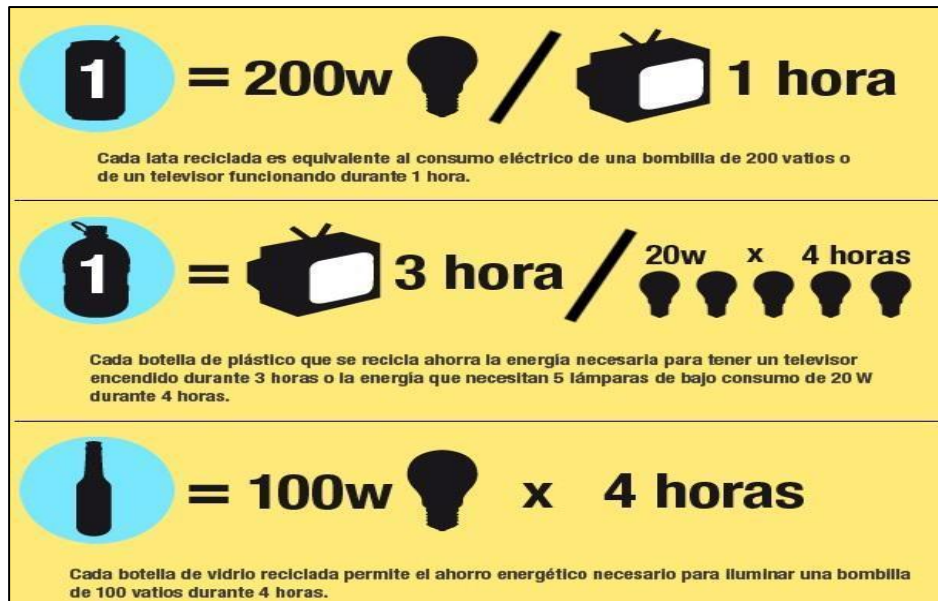 1 = 200w / 1 hora
Cada lata reciclada es equivalente al consumo eléctrico de una bombilla de 200 vatios o
de un televisor funcionando durante 1 hora.
1 = 3 hora / 20w x 4 horas
Cada botella de plástico que se recicla ahorra la energía necesaria para tener un televisor
encendido durante 3 horas o la energía que necesitan 5 lámparas de bajo consumo de 20 W
durante 4 horas.
= 100w x 4 horas
Cada botella de vidrio reciclada permite el ahorro energético necesario para iluminar una bombilla
de 100 vatios durante 4 horas.